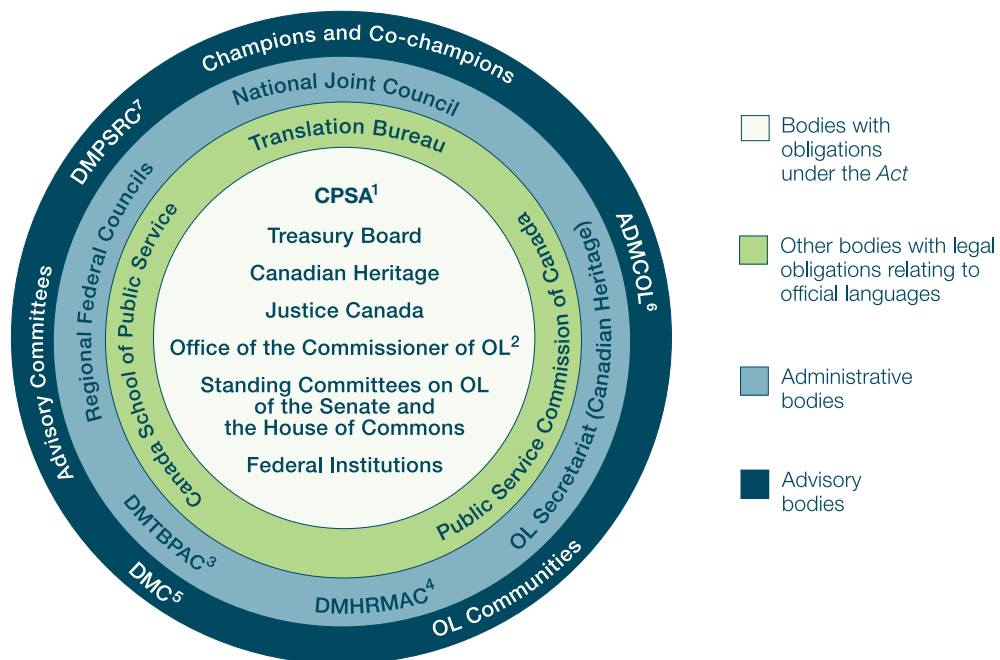 Champions and Co-champions
DMPSRC⁷
ADMCOL⁶
Advisory Committees
DMC⁵
OL Communities
National Joint Council
Regional Federal Councils
OL Secretariat (Canadian Heritage)
DMTBPAC³
DMHRMAC⁴
Translation Bureau
Canada School of Public Service
Public Service Commission of Canada
CPSA¹
Treasury Board
Canadian Heritage
Justice Canada
Office of the Commissioner of OL²
Standing Committees on OL
of the Senate and
the House of Commons
Federal Institutions
Bodies with
obligations
under the Act
Other bodies with legal
obligations relating to
official languages
Administrative
bodies
Advisory
bodies